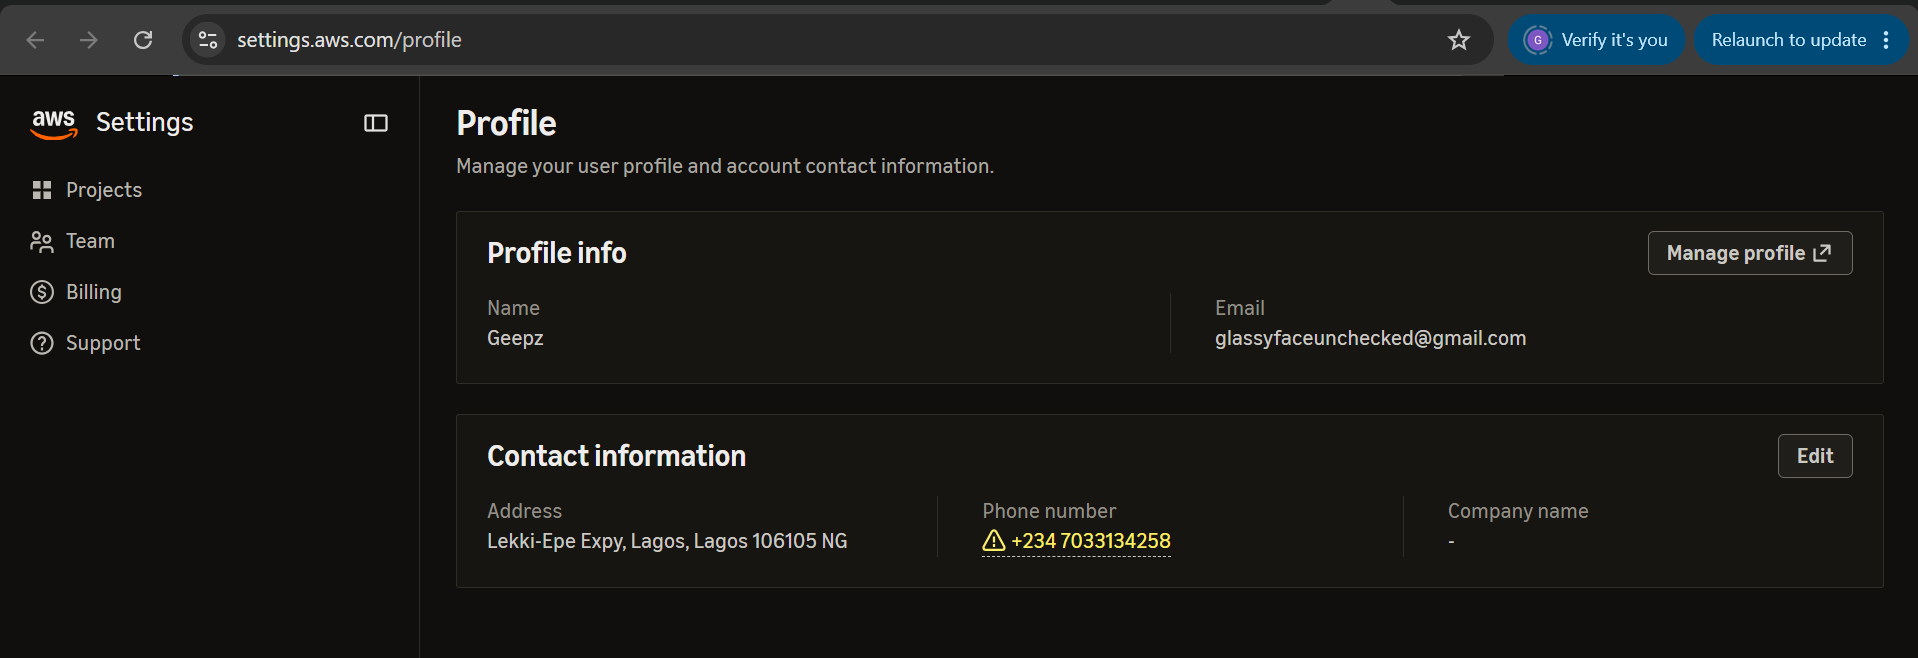 settings.aws.com/profile
G
Verify it's you
Relaunch to update
aws
Settings
Projects
Team
Billing
Support
Profile
Manage your user profile and account contact information.
Profile info
Manage profile
Name
Geepz
Email
glassyfaceunchecked@gmail.com
Contact information
Edit
Address
Lekki-Epe Expy, Lagos, Lagos 106105 NG
Phone number
+234 7033134258
Company name
-